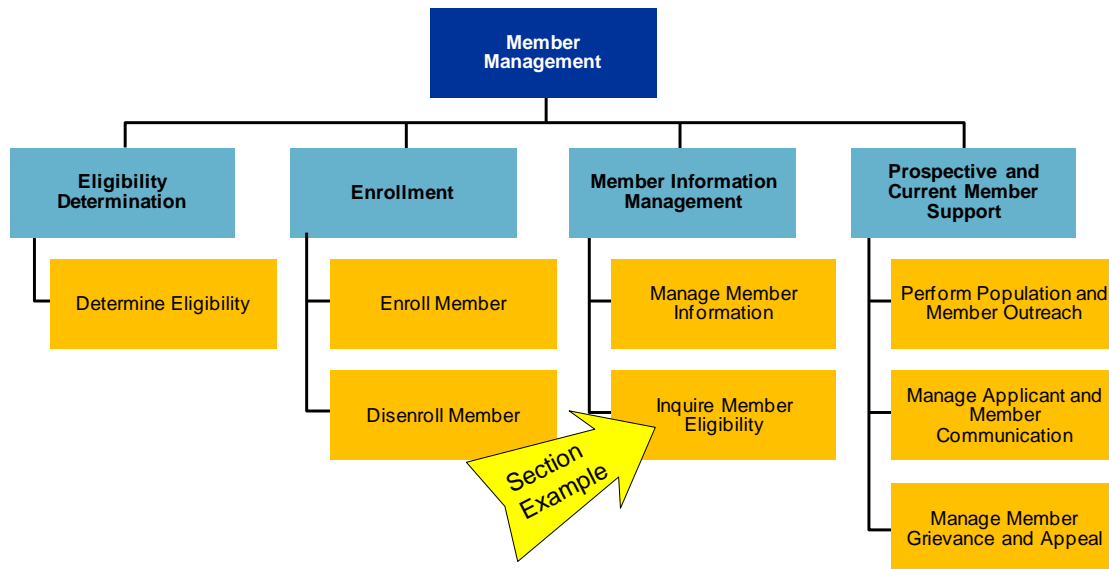 Member
Management
Eligibility
Determination
Enrollment
Member Information
Management
Prospective and
Current Member
Support
Determine Eligibility
Enroll Member
Manage Member
Information
Perform Population and
Member Outreach
Disenroll Member
Inquire Member
Eligibility
Manage Applicant and
Member
Communication
Section
Example
Manage Member
Grievance and Appeal